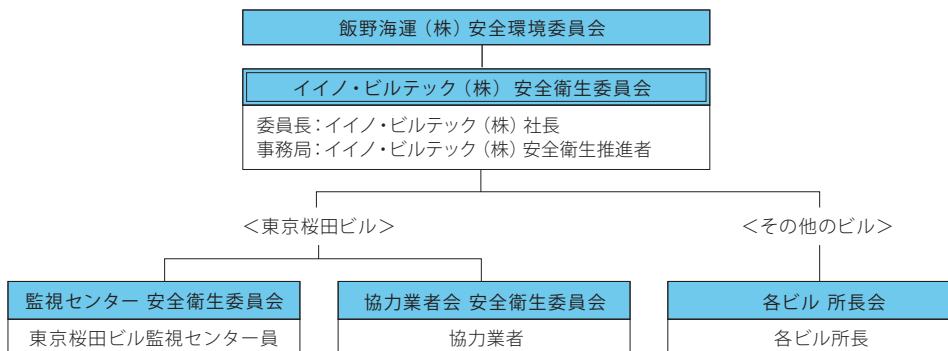 飯野海運（株）安全環境委員会
イイノ・ビルテック（株） 安全衛生委員会
委員長：イイノ・ビルテック（株）社長
事務局：イイノ・ビルテック（株）安全衛生推進者
＜東京桜田ビル＞
＜その他のビル＞
監視センター 安全衛生委員会
協力業者会 安全衛生委員会
各ビル 所長会
東京桜田ビル監視センター員
協力業者
各ビル所長